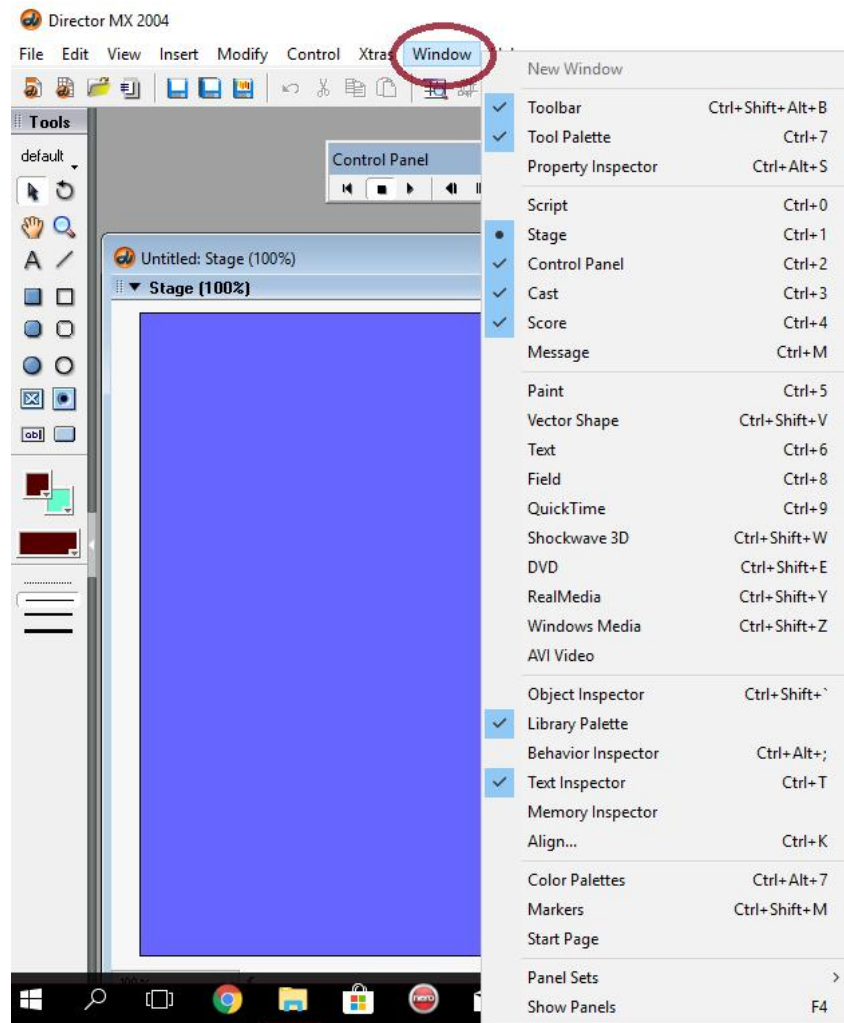 Director MX 2004
File Edit View Insert Modify Control Xtras Window
New Window
Toolbar Ctrl+Shift+Alt+B
Tools
Tool Palette Ctrl+7
default
Control Panel
Property Inspector Ctrl+Alt+S
Script Ctrl+0
Stage Ctrl+1
Untitled: Stage (100%)
Control Panel Ctrl+2
Stage (100%)
Cast Ctrl+3
Score Ctrl+4
Message Ctrl+M
Paint Ctrl+5
Vector Shape Ctrl+Shift+V
Text Ctrl+6
Field Ctrl+8
QuickTime Ctrl+9
Shockwave 3D Ctrl+Shift+W
DVD Ctrl+Shift+E
RealMedia Ctrl+Shift+Y
Windows Media Ctrl+Shift+Z
AVI Video
Object Inspector Ctrl+Shift+`
Library Palette
Behavior Inspector Ctrl+Alt+;
Text Inspector Ctrl+T
Memory Inspector
Align... Ctrl+K
Color Palettes Ctrl+Alt+7
Markers Ctrl+Shift+M
Start Page
Panel Sets >
Show Panels F4
A
abl
nero